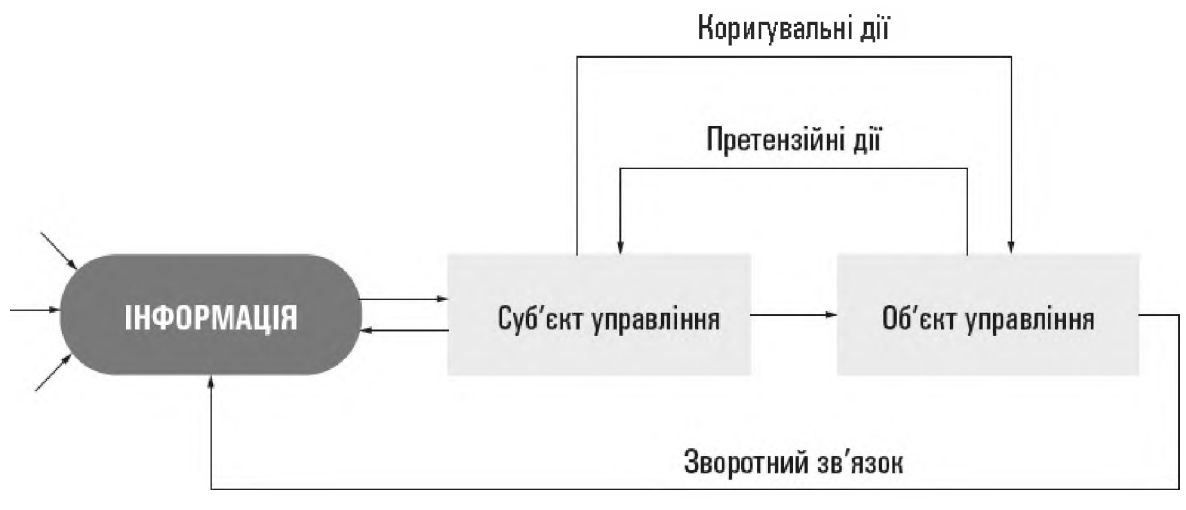 Коригувальні дії
Претензійні дії
ІНФОРМАЦІЯ
Суб′єкт управління
Об′єкт управління
Зворотний зв′язок